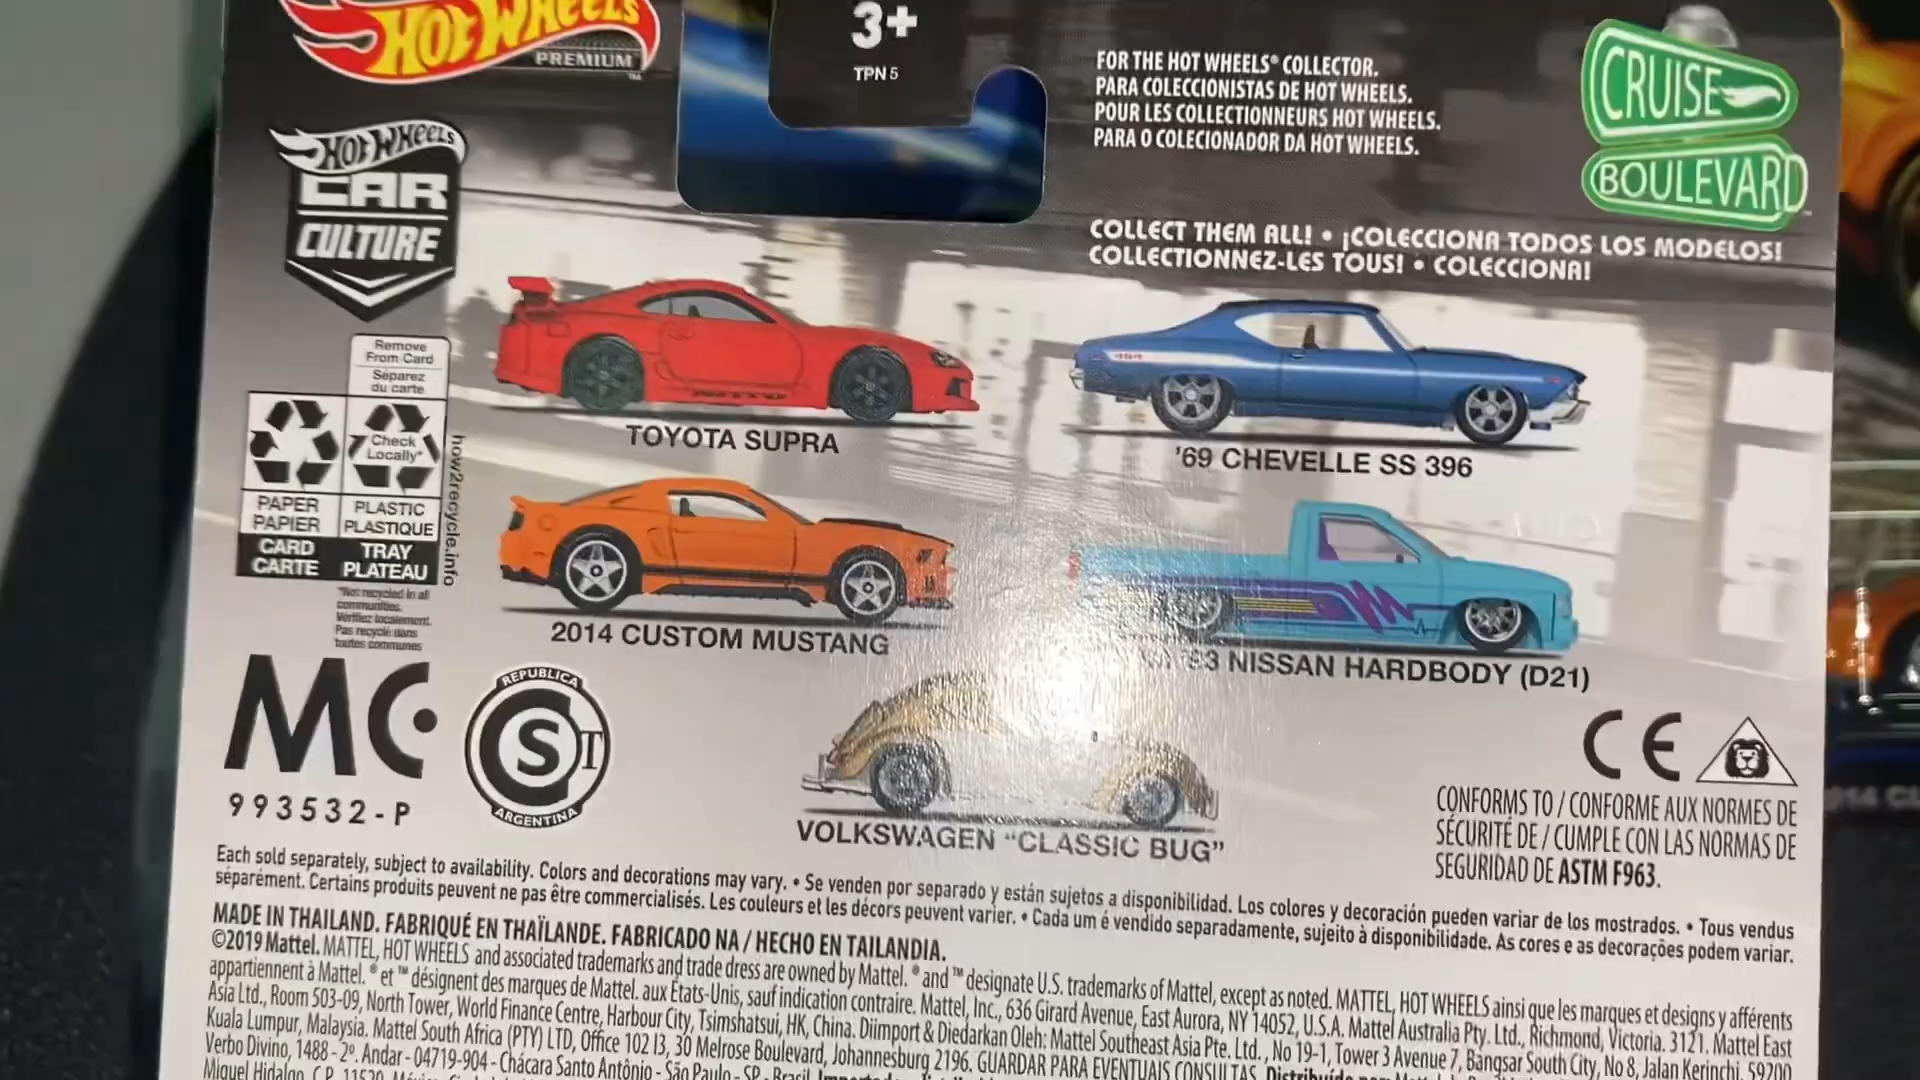 HOT WHEELS
PREMIUM™
3+
TPN 5
FOR THE HOT WHEELS® COLLECTOR.
PARA COLECCIONISTAS DE HOT WHEELS.
POUR LES COLLECTIONNEURS HOT WHEELS.
PARA O COLECIONADOR DA HOT WHEELS.
CRUISE
BOULEVARD™
HOT WHEELS
CAR
CULTURE
COLLECT THEM ALL! • ¡COLECCIONA TODOS LOS MODELOS!
COLLECTIONNEZ-LES TOUS! • COLECCIONA!
Remove
From Card
Séparez
du carte
Check
Locally*
PAPER
PAPIER
PLASTIC
PLASTIQUE
CARD
CARTE
TRAY
PLATEAU
how2recycle.info
*Not recycled in all
communities.
Vérifiez localement.
Pas recyclé dans
toutes communes
NITTO
TOYOTA SUPRA
'69 CHEVELLE SS 396
2014 CUSTOM MUSTANG
NISSAN HARDBODY (D21)
VOLKSWAGEN “CLASSIC BUG”
MC
993532-P
REPUBLICA
S
ARGENTINA
CE
CONFORMS TO / CONFORME AUX NORMES DE
SÉCURITÉ DE / CUMPLE CON LAS NORMAS DE
SEGURIDAD DE ASTM F963.
Each sold separately, subject to availability. Colors and decorations may vary. • Se venden por separado y están sujetos a disponibilidad. Los colores y decoración pueden variar de los mostrados. • Tous vendus
séparément. Certains produits peuvent ne pas être commercialisés. Les couleurs et les décors peuvent varier. • Cada um é vendido separadamente, sujeito à disponibilidade. As cores e as decorações podem variar.
MADE IN THAILAND. FABRIQUÉ EN THAÏLANDE. FABRICADO NA / HECHO EN TAILANDIA.
©2019 Mattel. MATTEL, HOT WHEELS and associated trademarks and trade dress are owned by Mattel. ® and ™ designate U.S. trademarks of Mattel, except as noted. MATTEL, HOT WHEELS ainsi que les marques et designs y afférents
appartiennent à Mattel. ® et ™ désignent des marques de Mattel. aux États-Unis, sauf indication contraire. Mattel, Inc., 636 Girard Avenue, East Aurora, NY 14052, U.S.A. Mattel Australia Pty. Ltd., Richmond, Victoria. 3121. Mattel East
Asia Ltd., Room 503-09, North Tower, World Finance Centre, Harbour City, Tsimshatsui, HK, China. Diimport & Diedarkan Oleh: Mattel Southeast Asia Pte. Ltd., No 19-1, Tower 3 Avenue 7, Bangsar South City, No 8, Jalan Kerinchi, 59200
Kuala Lumpur, Malaysia. Mattel South Africa (PTY) LTD, Office 102 I3, 30 Melrose Boulevard, Johannesburg 2196. GUARDAR PARA EVENTUAIS CONSULTAS.
Verbo Divino, 1488 - 2º. Andar - 04719-904 - Chácara Santo Antônio - São Paulo - SP - Brasil.
Miguel Hidalgo, C.P. 11520,